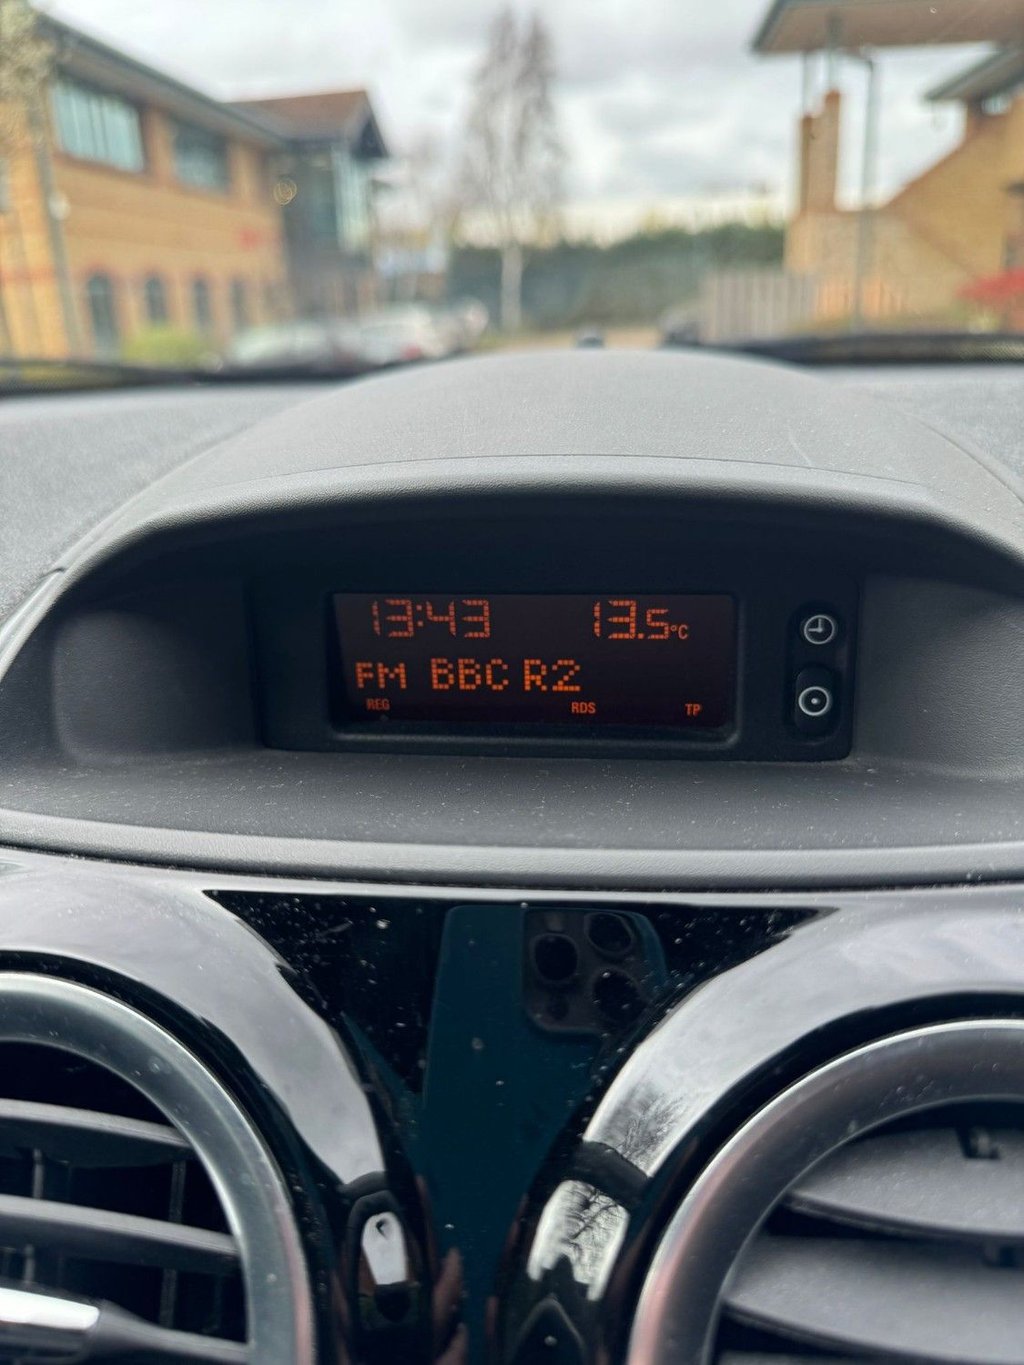 13:43 13.5°C
FM BBC R2
REG RDS TP